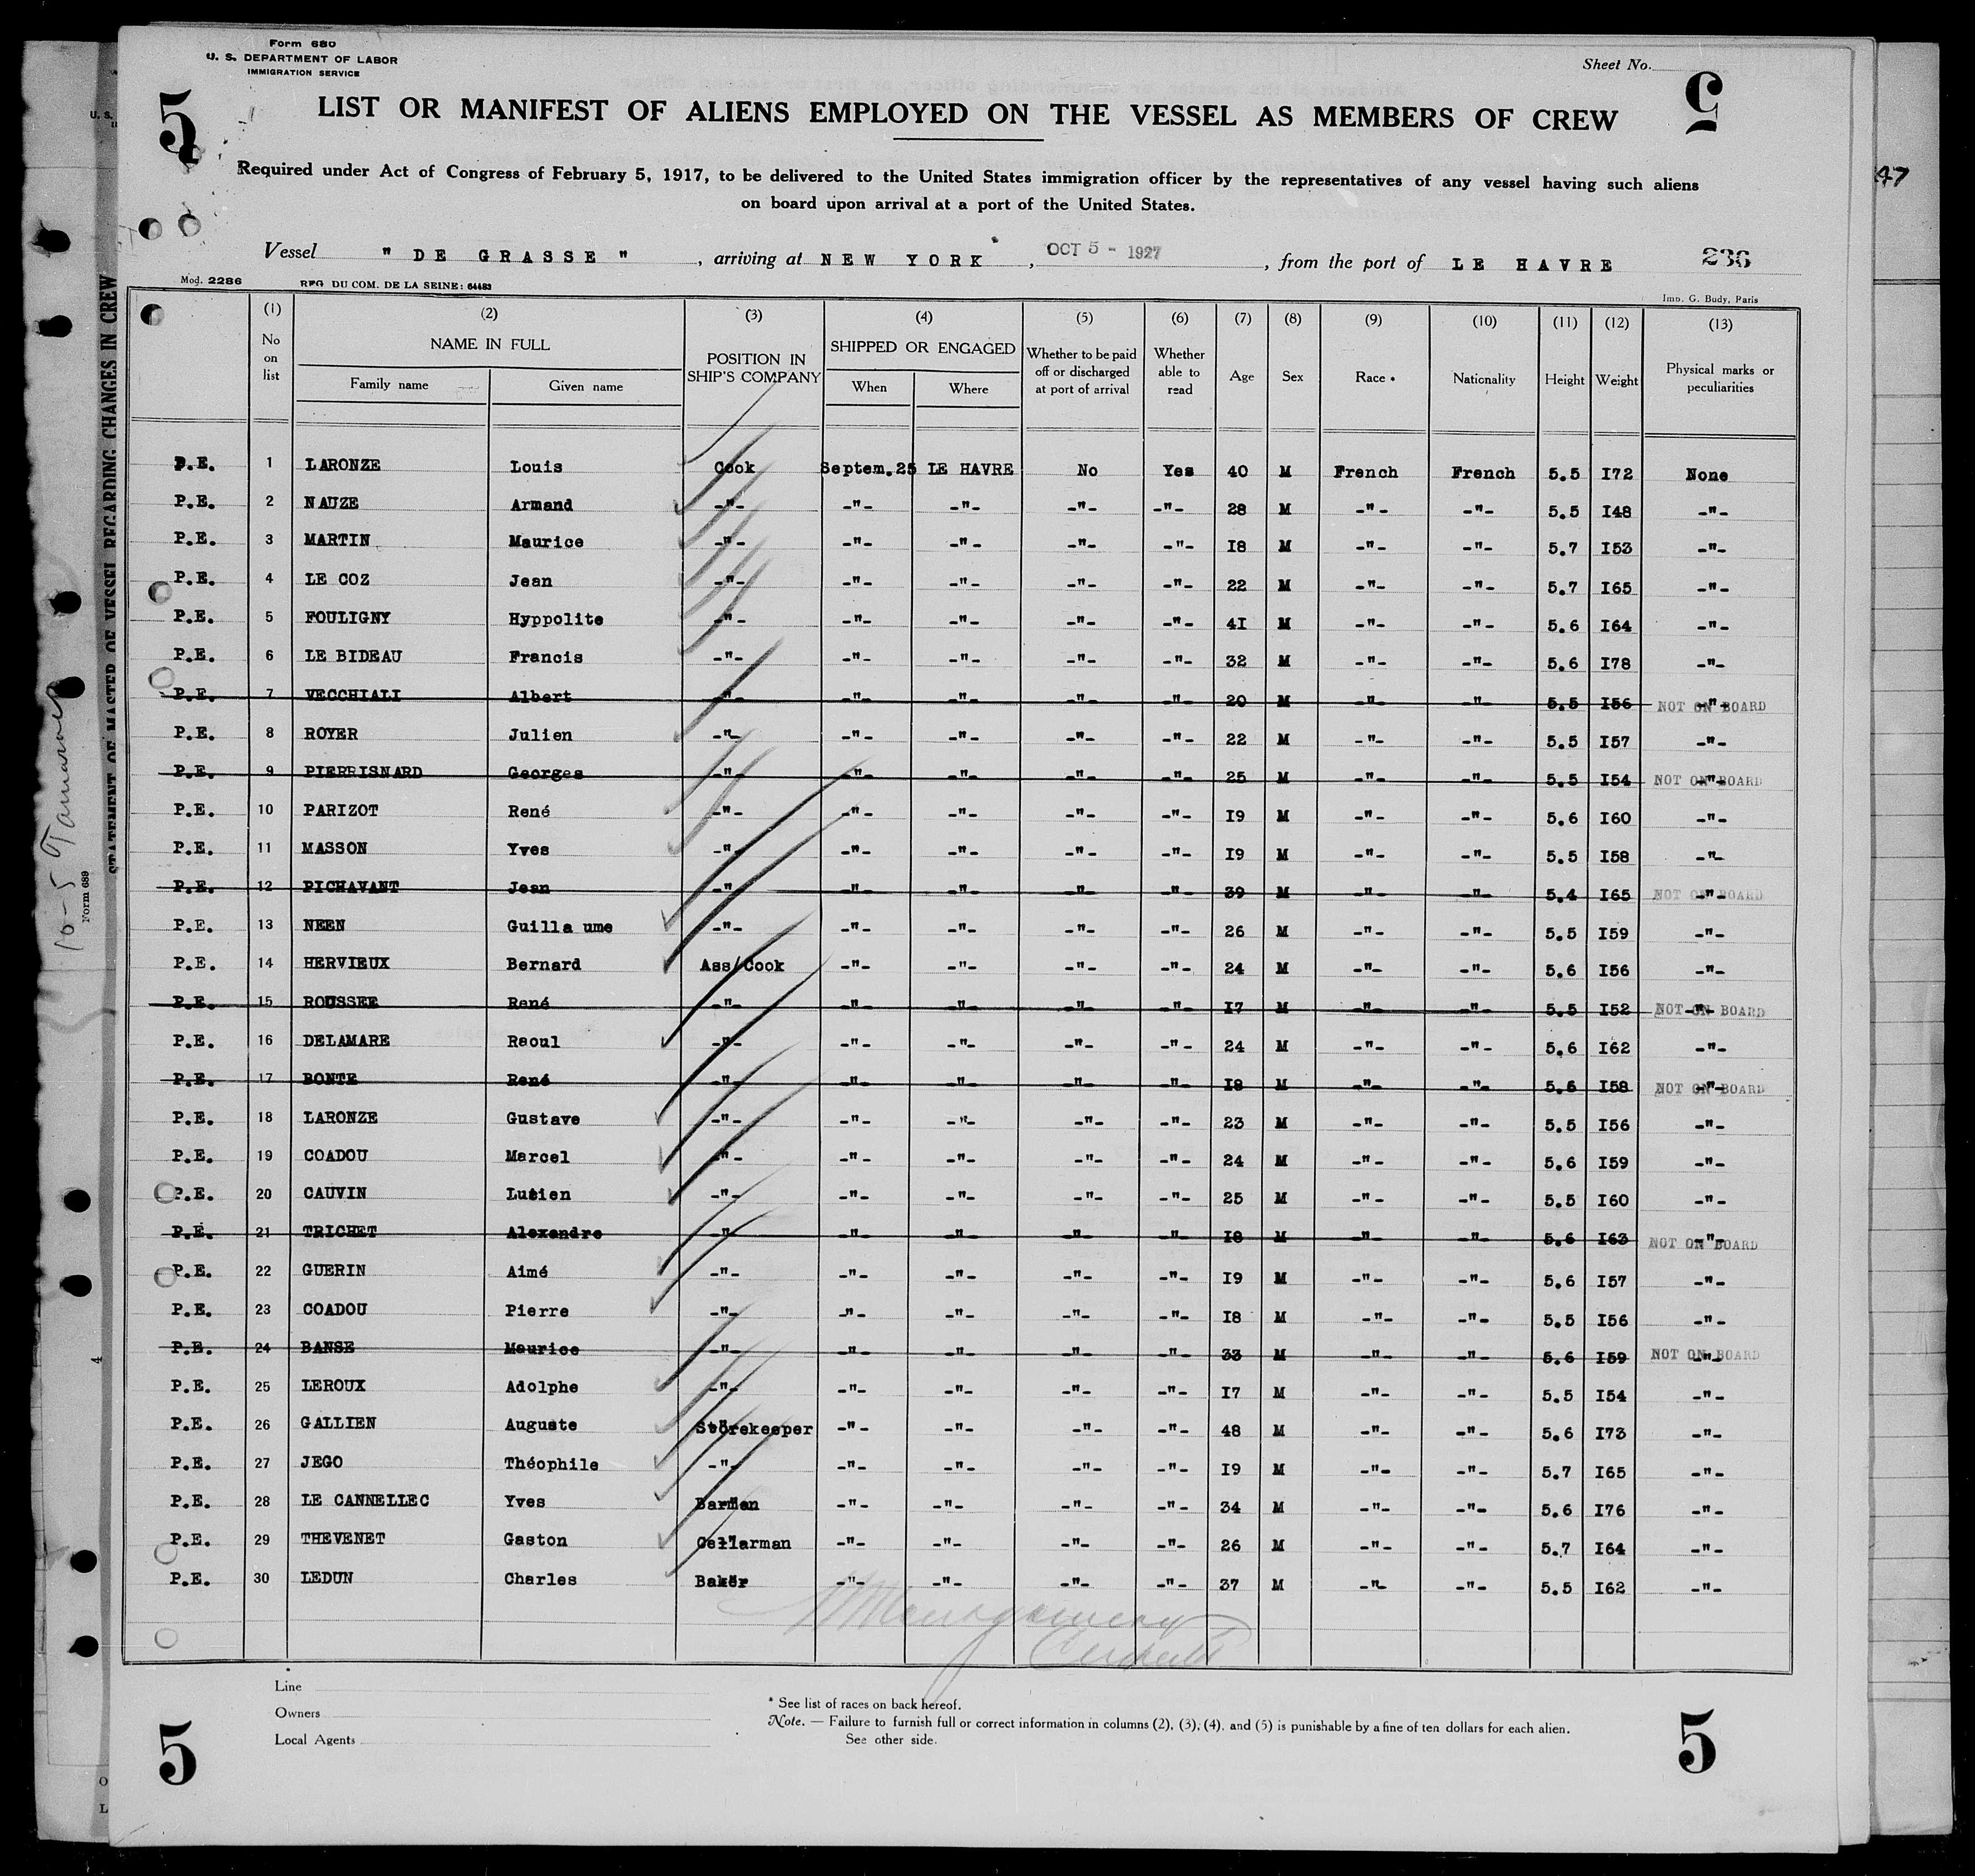 Form 680
U. S. DEPARTMENT OF LABOR
IMMIGRATION SERVICE
Sheet No.
5 5
LIST OR MANIFEST OF ALIENS EMPLOYED ON THE VESSEL AS MEMBERS OF CREW
Required under Act of Congress of February 5, 1917, to be delivered to the United States immigration officer by the representatives of any vessel having such aliens
on board upon arrival at a port of the United States.
Vessel " DE GRASSE " , arriving at NEW YORK , OCT 5 - 1927 , from the port of LE HAVRE 236
Mod. 2286 REG DU COM. DE LA SEINE: 64483 Imp. G. Budy, Paris
(1) (2) (3) (4) (5) (6) (7) (8) (9) (10) (11) (12) (13)
No on list NAME IN FULL Family name Given name POSITION IN SHIP'S COMPANY SHIPPED OR ENGAGED When Where Whether to be paid off or discharged at port of arrival Whether able to read Age Sex Race * Nationality Height Weight Physical marks or peculiarities
P.E. 1 LARONZE Louis Cook Septem.25 LE HAVRE No Yes 40 M French French 5.5 I72 None
P.E. 2 NAUZE Armand -"- -"- -"- -"- -"- 28 M -"- -"- 5.5 I48 -"-
P.E. 3 MARTIN Maurice -"- -"- -"- -"- -"- I8 M -"- -"- 5.7 I53 -"-
P.E. 4 LE COZ Jean -"- -"- -"- -"- -"- 22 M -"- -"- 5.7 I65 -"-
P.E. 5 FOULIGNY Hyppolite -"- -"- -"- -"- -"- 4I M -"- -"- 5.6 I64 -"-
P.E. 6 LE BIDEAU Francis -"- -"- -"- -"- -"- 32 M -"- -"- 5.6 I78 -"-
P.E. 7 VECCHIALI Albert -"- -"- -"- -"- -"- 20 M -"- -"- 5.5 I56 -"- NOT ON BOARD
P.E. 8 ROYER Julien -"- -"- -"- -"- -"- 22 M -"- -"- 5.5 I57 -"-
P.E. 9 PIERRISNARD Georges -"- -"- -"- -"- -"- 25 M -"- -"- 5.5 I54 -"- NOT ON BOARD
P.E. 10 PARIZOT René -"- -"- -"- -"- -"- I9 M -"- -"- 5.6 I60 -"-
P.E. 11 MASSON Yves -"- -"- -"- -"- -"- I9 M -"- -"- 5.5 I58 -"-
P.E. 12 PICHAVANT Jean -"- -"- -"- -"- -"- 39 M -"- -"- 5.4 I65 -"- NOT ON BOARD
P.E. 13 NEEN Guilla ume -"- -"- -"- -"- -"- 26 M -"- -"- 5.5 I59 -"-
P.E. 14 HERVIEUX Bernard Ass/Cook -"- -"- -"- -"- 24 M -"- -"- 5.6 I56 -"-
P.E. 15 ROUSSEE René -"- -"- -"- -"- -"- I7 M -"- -"- 5.5 I52 -"- NOT ON BOARD
P.E. 16 DELAMARE Raoul -"- -"- -"- -"- -"- 24 M -"- -"- 5.6 I62 -"-
P.E. 17 BONTE René -"- -"- -"- -"- -"- I8 M -"- -"- 5.6 I58 -"- NOT ON BOARD
P.E. 18 LARONZE Gustave -"- -"- -"- -"- -"- 23 M -"- -"- 5.5 I56 -"-
P.E. 19 COADOU Marcel -"- -"- -"- -"- -"- 24 M -"- -"- 5.6 I59 -"-
P.E. 20 CAUVIN Lucien -"- -"- -"- -"- -"- 25 M -"- -"- 5.5 I60 -"-
P.E. 21 TRICHET Alexandre -"- -"- -"- -"- -"- I8 M -"- -"- 5.6 I63 -"- NOT ON BOARD
P.E. 22 GUERIN Aimé -"- -"- -"- -"- -"- I9 M -"- -"- 5.6 I57 -"-
P.E. 23 COADOU Pierre -"- -"- -"- -"- -"- I8 M -"- -"- 5.5 I56 -"-
P.E. 24 BANSE Maurice -"- -"- -"- -"- -"- 33 M -"- -"- 5.6 I59 -"- NOT ON BOARD
P.E. 25 LEROUX Adolphe -"- -"- -"- -"- -"- I7 M -"- -"- 5.5 I54 -"-
P.E. 26 GALLIEN Auguste Storekeeper -"- -"- -"- -"- 48 M -"- -"- 5.6 I73 -"-
P.E. 27 JEGO Théophile -"- -"- -"- -"- -"- I9 M -"- -"- 5.7 I65 -"-
P.E. 28 LE CANNELLEC Yves Barman -"- -"- -"- -"- 34 M -"- -"- 5.6 I76 -"-
P.E. 29 THEVENET Gaston Cellarman -"- -"- -"- -"- 26 M -"- -"- 5.7 I64 -"-
P.E. 30 LEDUN Charles Baker -"- -"- -"- -"- 37 M -"- -"- 5.5 I62 -"-
Montgomery
Line
Owners
Local Agents
* See list of races on back hereof.
Note. — Failure to furnish full or correct information in columns (2), (3), (4), and (5) is punishable by a fine of ten dollars for each alien.
See other side.
5 5
STATEMENT OF MASTER OF VESSEL REGARDING CHANGES IN CREW
Form 689
4
47